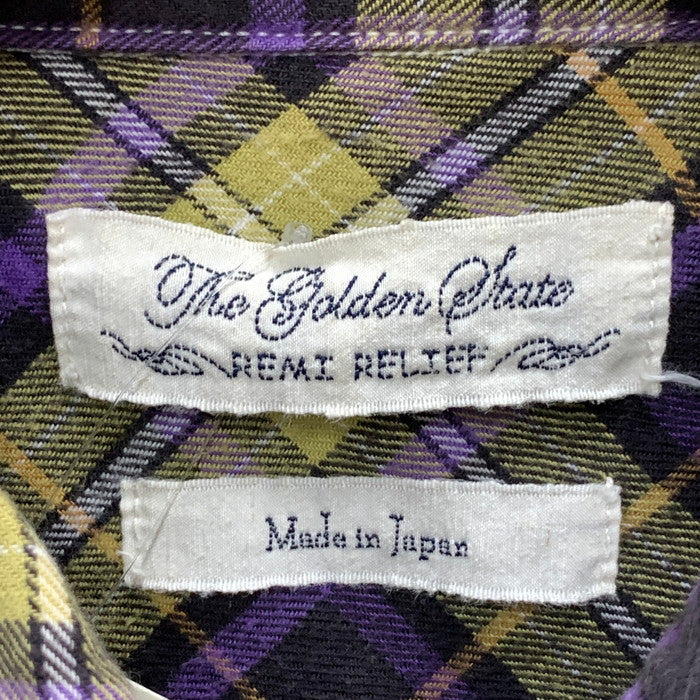 The Golden State
REMI RELIEF
Made in Japan